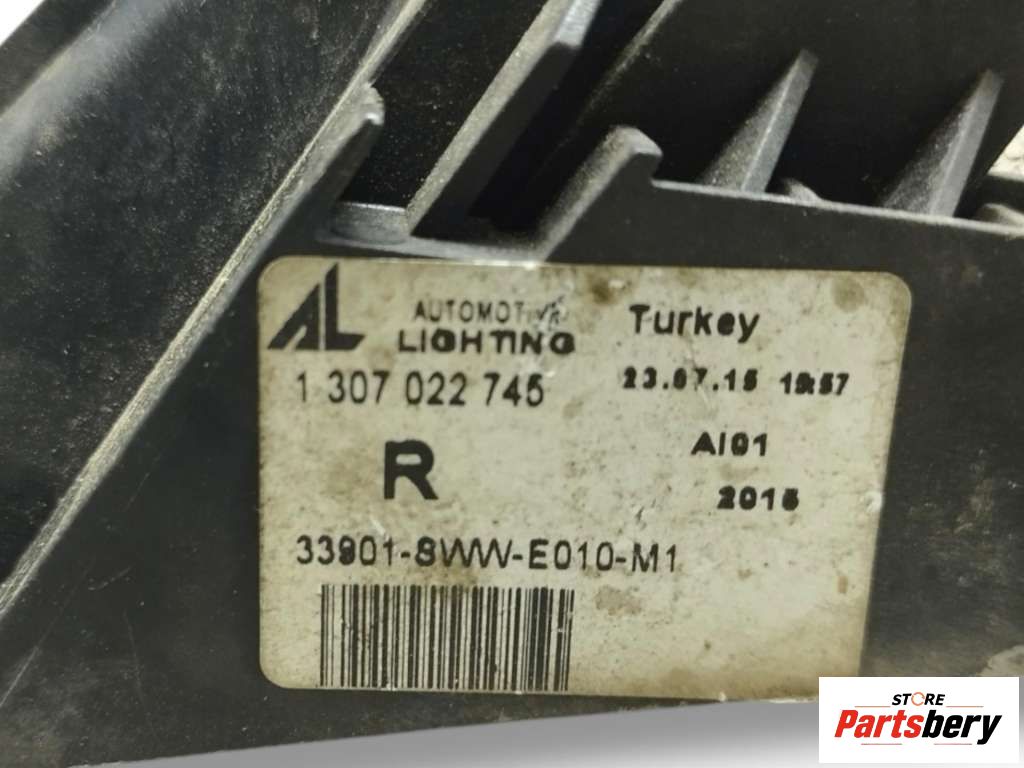 AL AUTOMOTIVE Turkey
LIGHTING
1 307 022 745 23.07.15 15:57
R AI01
2015
33901-SWW-E010-M1
STORE
Partsbery